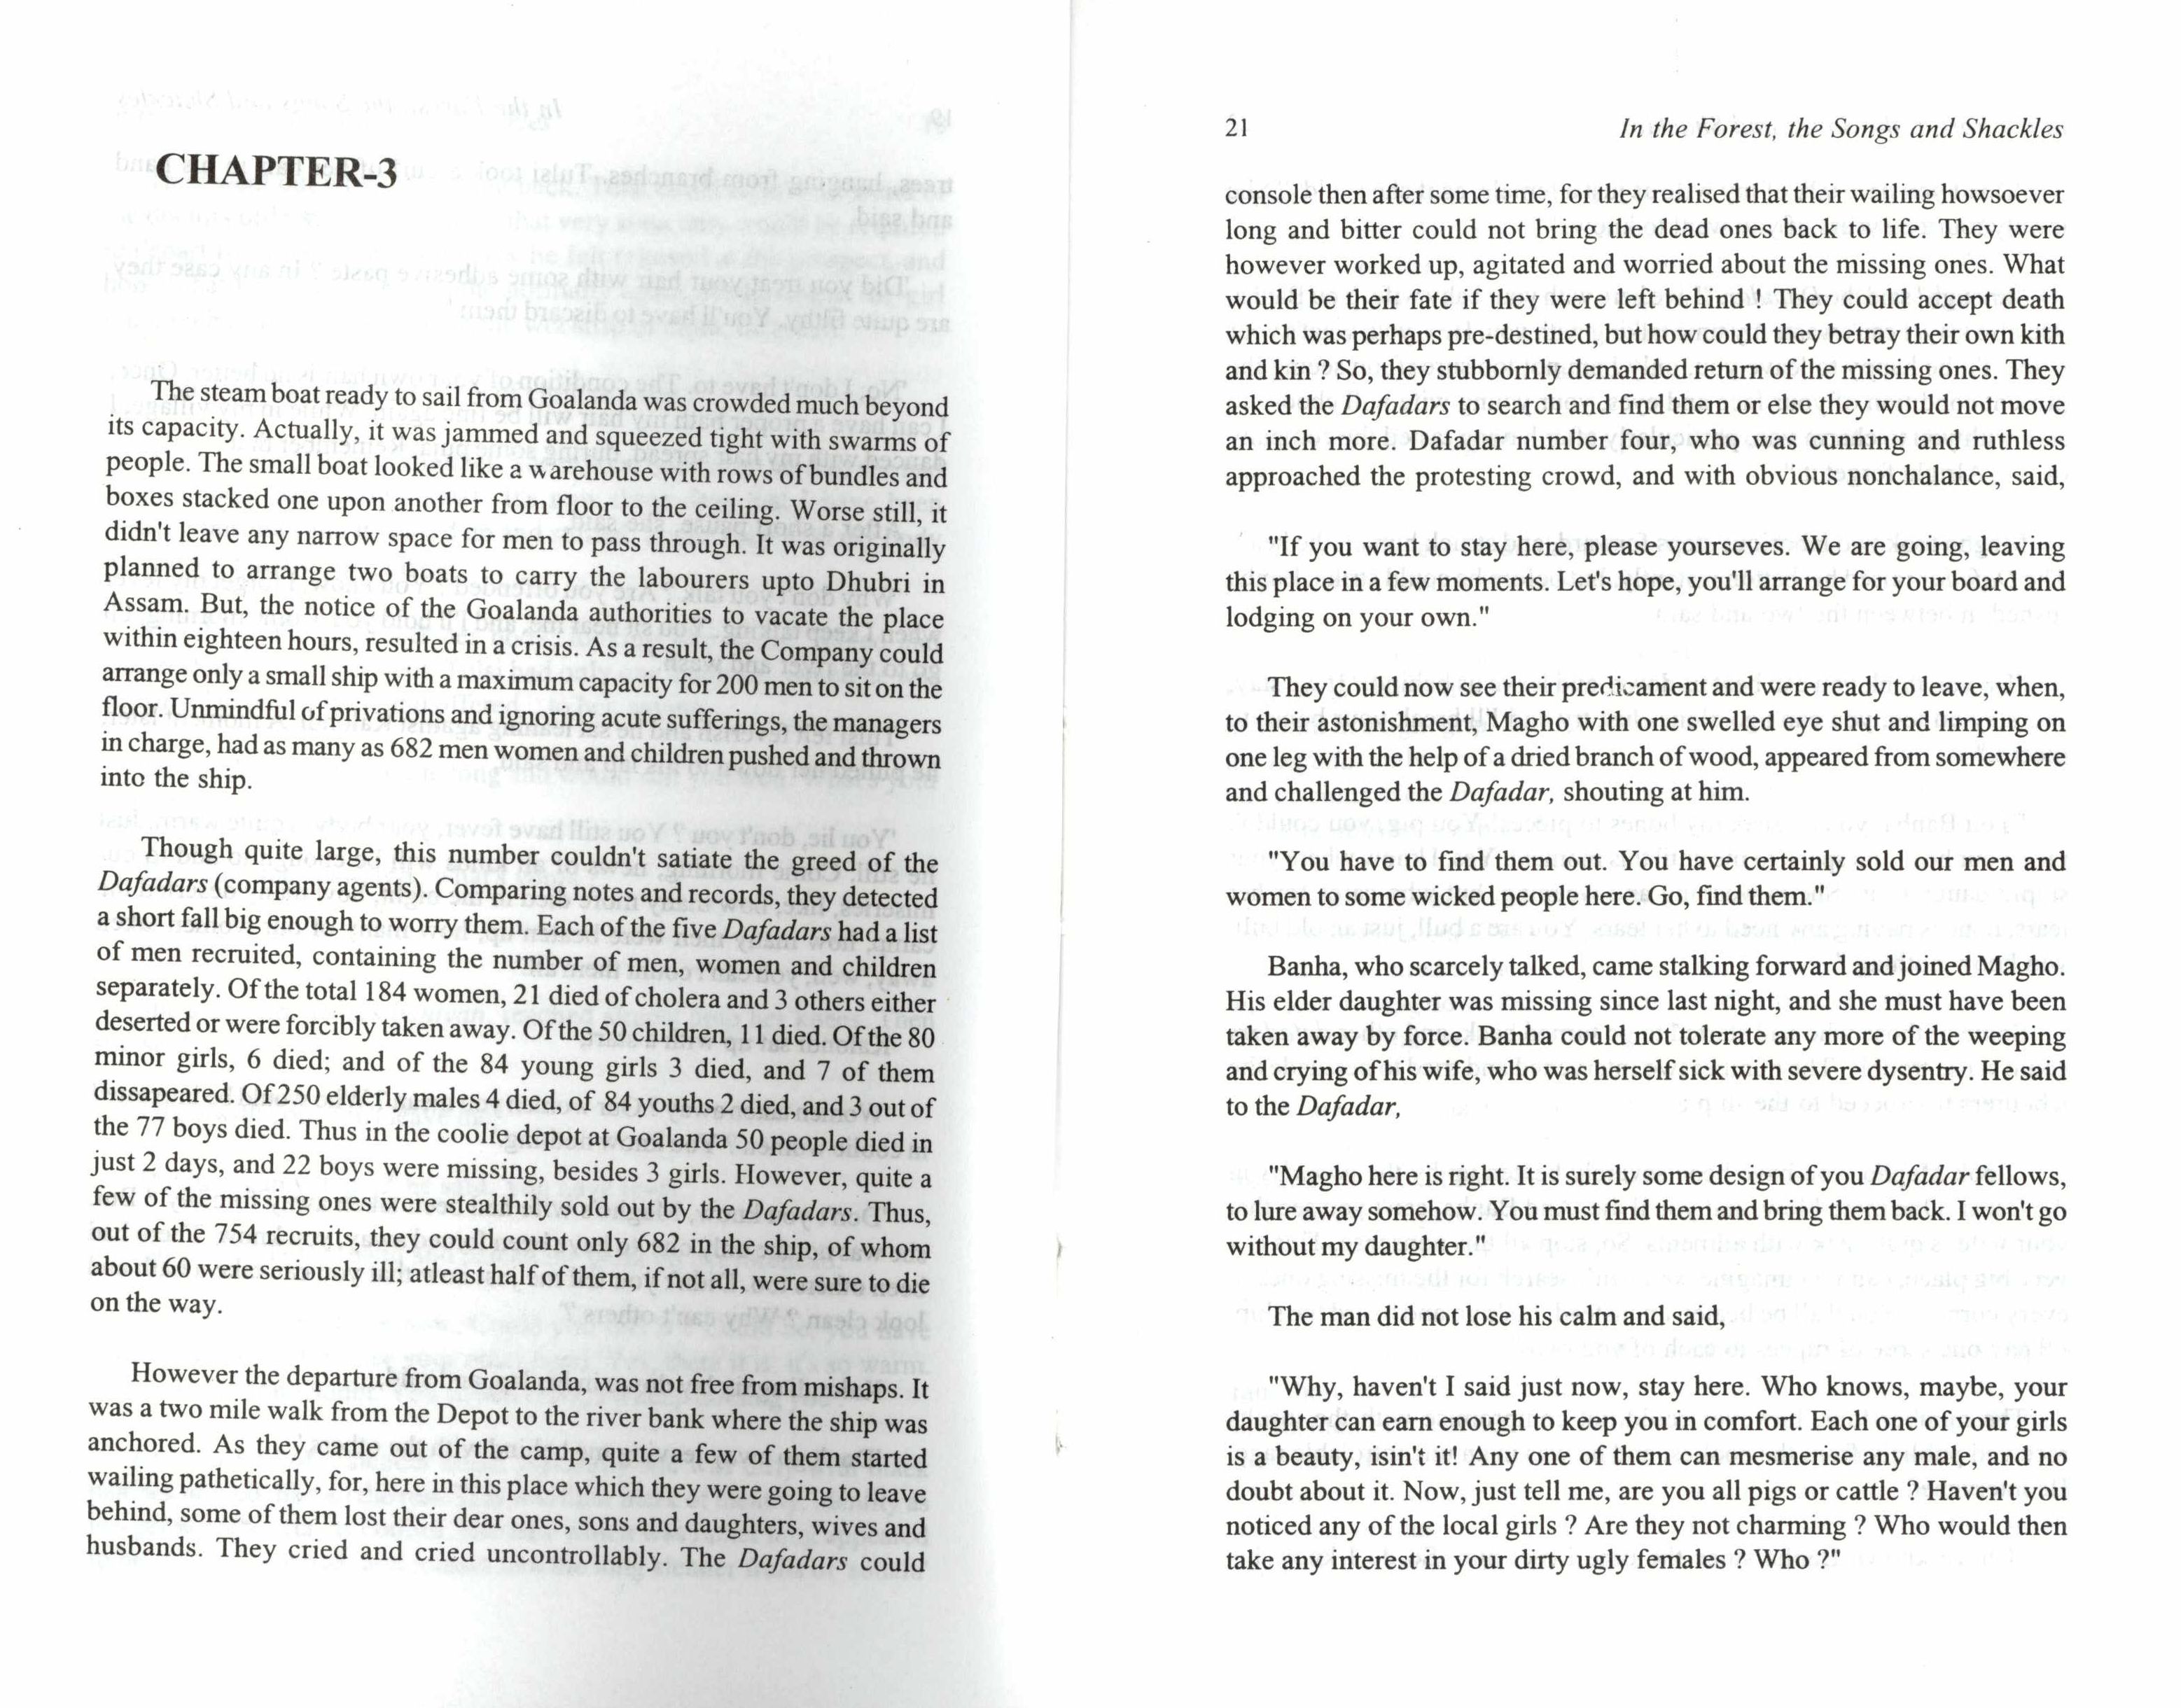 CHAPTER-3
The steam boat ready to sail from Goalanda was crowded much beyond
its capacity. Actually, it was jammed and squeezed tight with swarms of
people. The small boat looked like a warehouse with rows of bundles and
boxes stacked one upon another from floor to the ceiling. Worse still, it
didn't leave any narrow space for men to pass through. It was originally
planned to arrange two boats to carry the labourers upto Dhubri in
Assam. But, the notice of the Goalanda authorities to vacate the place
within eighteen hours, resulted in a crisis. As a result, the Company could
arrange only a small ship with a maximum capacity for 200 men to sit on the
floor. Unmindful of privations and ignoring acute sufferings, the managers
in charge, had as many as 682 men women and children pushed and thrown
into the ship.
Though quite large, this number couldn't satiate the greed of the
Dafadars (company agents). Comparing notes and records, they detected
a short fall big enough to worry them. Each of the five Dafadars had a list
of men recruited, containing the number of men, women and children
separately. Of the total 184 women, 21 died of cholera and 3 others either
deserted or were forcibly taken away. Of the 50 children, 11 died. Of the 80
minor girls, 6 died; and of the 84 young girls 3 died, and 7 of them
dissapeared. Of 250 elderly males 4 died, of 84 youths 2 died, and 3 out of
the 77 boys died. Thus in the coolie depot at Goalanda 50 people died in
just 2 days, and 22 boys were missing, besides 3 girls. However, quite a
few of the missing ones were stealthily sold out by the Dafadars. Thus,
out of the 754 recruits, they could count only 682 in the ship, of whom
about 60 were seriously ill; atleast half of them, if not all, were sure to die
on the way.
However the departure from Goalanda, was not free from mishaps. It
was a two mile walk from the Depot to the river bank where the ship was
anchored. As they came out of the camp, quite a few of them started
wailing pathetically, for, here in this place which they were going to leave
behind, some of them lost their dear ones, sons and daughters, wives and
husbands. They cried and cried uncontrollably. The Dafadars could
21 In the Forest, the Songs and Shackles
console then after some time, for they realised that their wailing howsoever
long and bitter could not bring the dead ones back to life. They were
however worked up, agitated and worried about the missing ones. What
would be their fate if they were left behind ! They could accept death
which was perhaps pre-destined, but how could they betray their own kith
and kin ? So, they stubbornly demanded return of the missing ones. They
asked the Dafadars to search and find them or else they would not move
an inch more. Dafadar number four, who was cunning and ruthless
approached the protesting crowd, and with obvious nonchalance, said,
"If you want to stay here, please yourseves. We are going, leaving
this place in a few moments. Let's hope, you'll arrange for your board and
lodging on your own."
They could now see their predicament and were ready to leave, when,
to their astonishment, Magho with one swelled eye shut and limping on
one leg with the help of a dried branch of wood, appeared from somewhere
and challenged the Dafadar, shouting at him.
"You have to find them out. You have certainly sold our men and
women to some wicked people here. Go, find them."
Banha, who scarcely talked, came stalking forward and joined Magho.
His elder daughter was missing since last night, and she must have been
taken away by force. Banha could not tolerate any more of the weeping
and crying of his wife, who was herself sick with severe dysentry. He said
to the Dafadar,
"Magho here is right. It is surely some design of you Dafadar fellows,
to lure away somehow. You must find them and bring them back. I won't go
without my daughter."
The man did not lose his calm and said,
"Why, haven't I said just now, stay here. Who knows, maybe, your
daughter can earn enough to keep you in comfort. Each one of your girls
is a beauty, isin't it! Any one of them can mesmerise any male, and no
doubt about it. Now, just tell me, are you all pigs or cattle ? Haven't you
noticed any of the local girls ? Are they not charming ? Who would then
take any interest in your dirty ugly females ? Who ?"